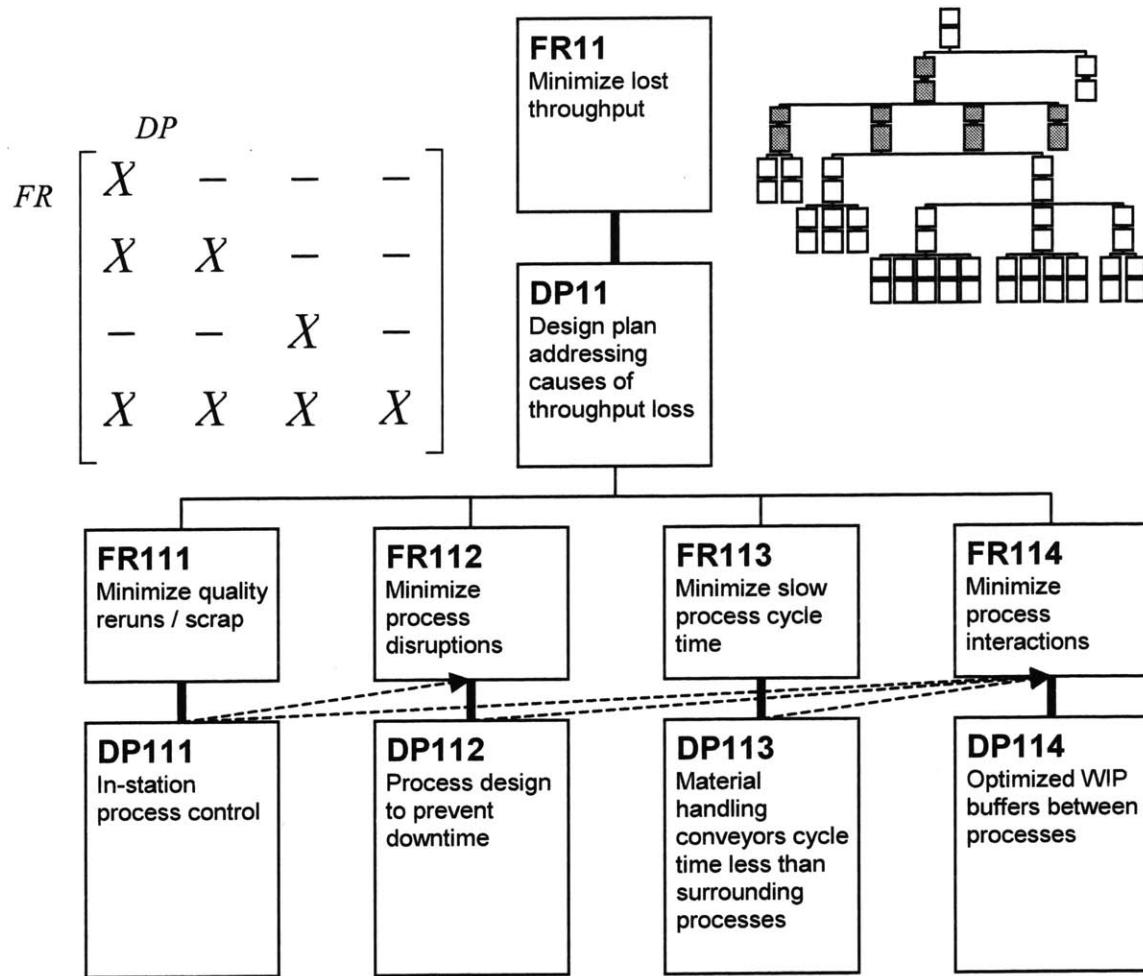 FR11
Minimize lost
throughput
DP
FR
X – – –
X X – –
– – X –
X X X X
DP11
Design plan
addressing
causes of
throughput loss
FR111
Minimize quality
reruns / scrap
FR112
Minimize
process
disruptions
FR113
Minimize slow
process cycle
time
FR114
Minimize
process
interactions
DP111
In-station
process control
DP112
Process design
to prevent
downtime
DP113
Material
handling
conveyors cycle
time less than
surrounding
processes
DP114
Optimized WIP
buffers between
processes